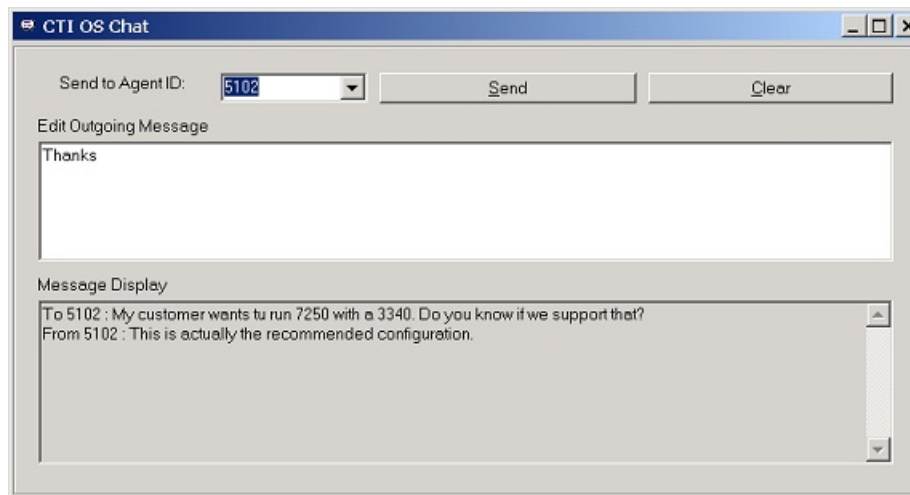 CTI OS Chat
Send to Agent ID:
5102
Send
Clear
Edit Outgoing Message
Thanks
Message Display
To 5102 : My customer wants tu run 7250 with a 3340. Do you know if we support that?
From 5102 : This is actually the recommended configuration.